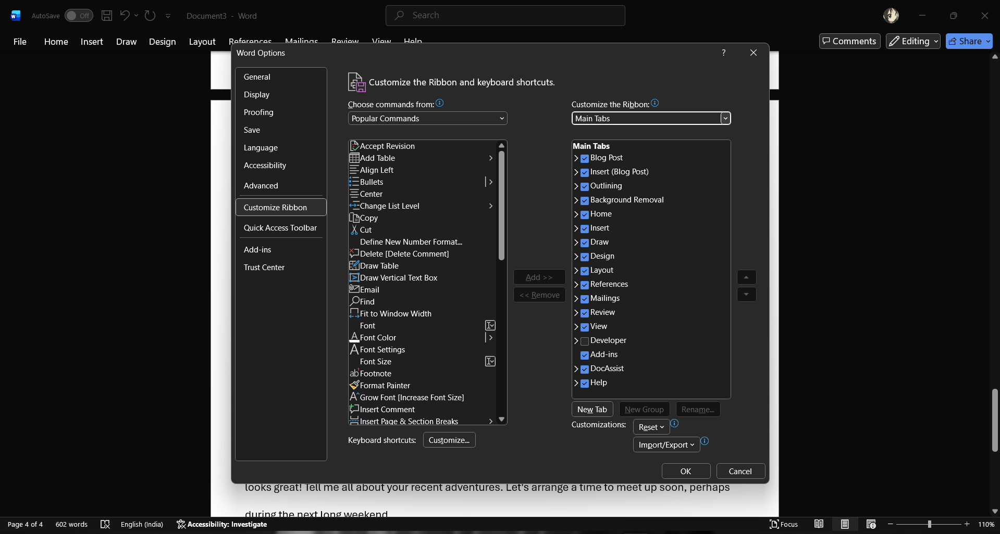 AutoSave Off Document3 - Word Search
File Home Insert Draw Design Layout References Mailings Review View Help Comments Editing Share
Word Options ?
General
Display
Proofing
Save
Language
Accessibility
Advanced
Customize Ribbon
Quick Access Toolbar
Add-ins
Trust Center
Customize the Ribbon and keyboard shortcuts.
Choose commands from:
Popular Commands
Accept Revision
Add Table
Align Left
Bullets
Center
Change List Level
Copy
Cut
Define New Number Format...
Delete [Delete Comment]
Draw Table
Draw Vertical Text Box
Email
Find
Fit to Window Width
Font
Font Color
Font Settings
Font Size
Footnote
Format Painter
Grow Font [Increase Font Size]
Insert Comment
Insert Page & Section Breaks
Keyboard shortcuts: Customize...
Add >>
<< Remove
Customize the Ribbon:
Main Tabs
Main Tabs
Blog Post
Insert (Blog Post)
Outlining
Background Removal
Home
Insert
Draw
Design
Layout
References
Mailings
Review
View
Developer
Add-ins
DocAssist
Help
New Tab New Group Rename...
Customizations: Reset
Import/Export
OK Cancel
looks great! Tell me all about your recent adventures. Let's arrange a time to meet up soon, perhaps
during the next long weekend
Page 4 of 4 602 words English (India) Accessibility: Investigate Focus 110%